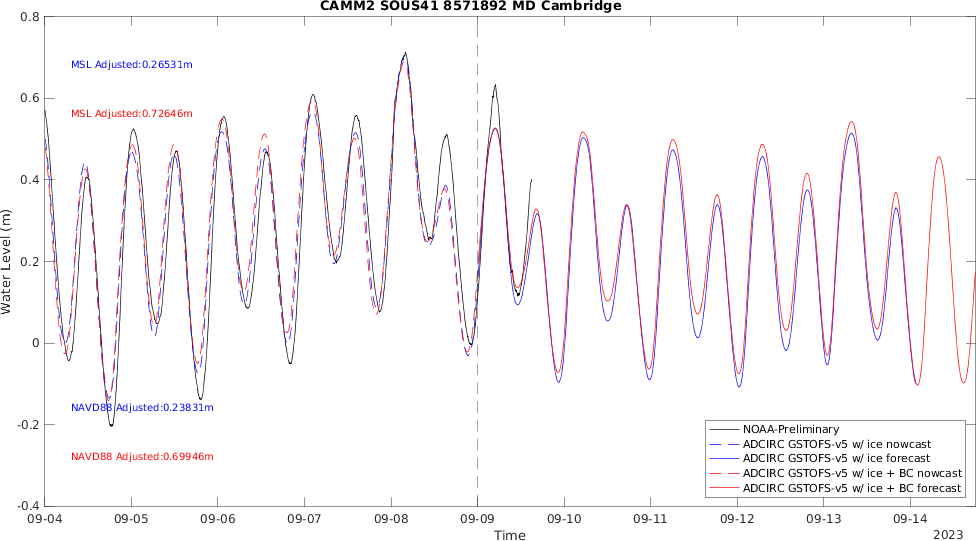 CAMM2 SOUS41 8571892 MD Cambridge
0.8
0.6
0.4
0.2
0
-0.2
-0.4
Water Level (m)
MSL Adjusted:0.26531m
MSL Adjusted:0.72646m
NAVD88 Adjusted:0.23831m
NAVD88 Adjusted:0.69946m
NOAA-Preliminary
ADCIRC GSTOFS-v5 w/ ice nowcast
ADCIRC GSTOFS-v5 w/ ice forecast
ADCIRC GSTOFS-v5 w/ ice + BC nowcast
ADCIRC GSTOFS-v5 w/ ice + BC forecast
09-04 09-05 09-06 09-07 09-08 09-09 09-10 09-11 09-12 09-13 09-14
Time
2023